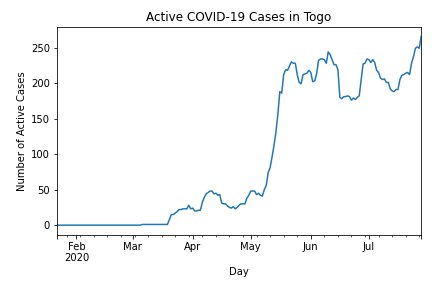 Active COVID-19 Cases in Togo
Number of Active Cases
250
200
150
100
50
0
Feb
2020
Mar
Apr
May
Jun
Jul
Day